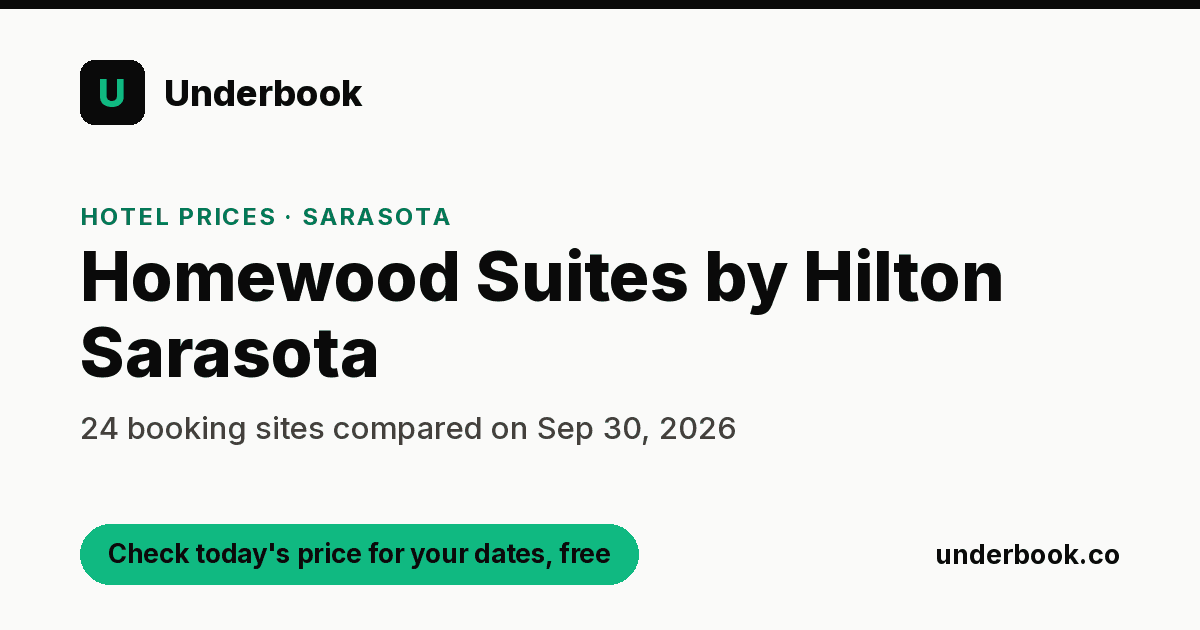 U Underbook
HOTEL PRICES · SARASOTA
Homewood Suites by Hilton
Sarasota
24 booking sites compared on Sep 30, 2026
Check today's price for your dates, free
underbook.co